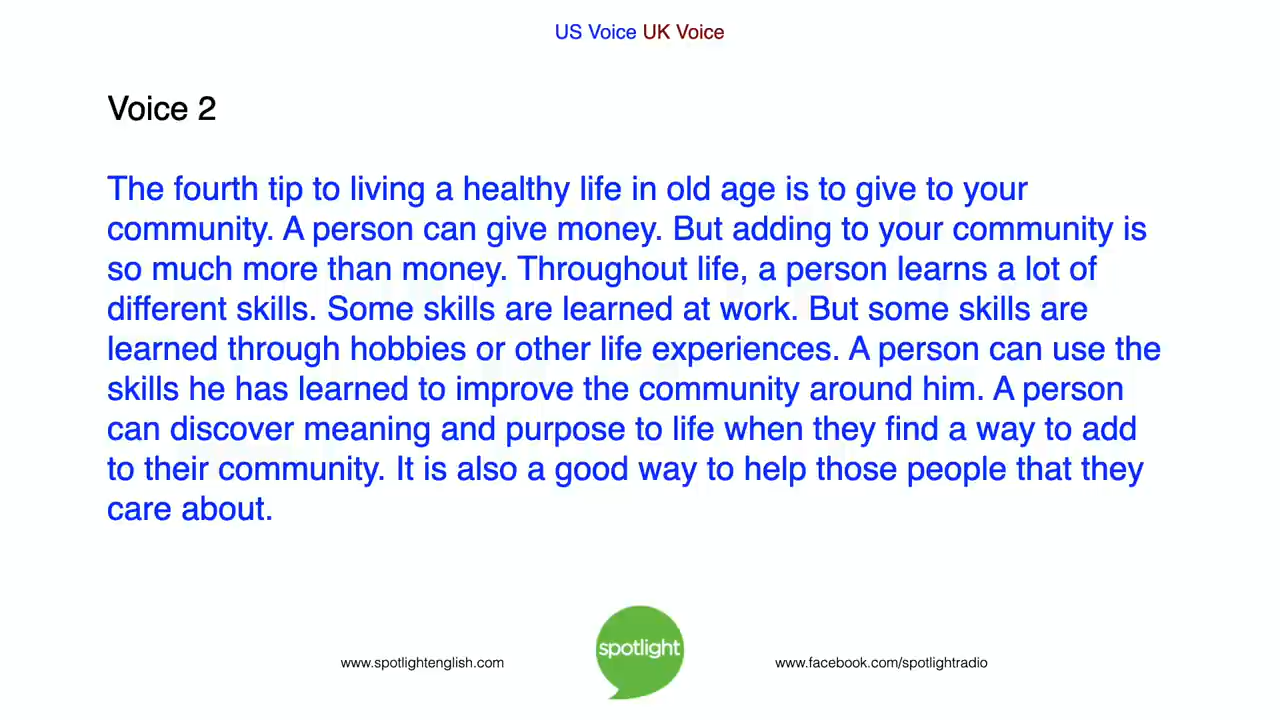 US Voice UK Voice
Voice 2
The fourth tip to living a healthy life in old age is to give to your
community. A person can give money. But adding to your community is
so much more than money. Throughout life, a person learns a lot of
different skills. Some skills are learned at work. But some skills are
learned through hobbies or other life experiences. A person can use the
skills he has learned to improve the community around him. A person
can discover meaning and purpose to life when they find a way to add
to their community. It is also a good way to help those people that they
care about.
www.spotlightenglish.com
spotlight
www.facebook.com/spotlightradio